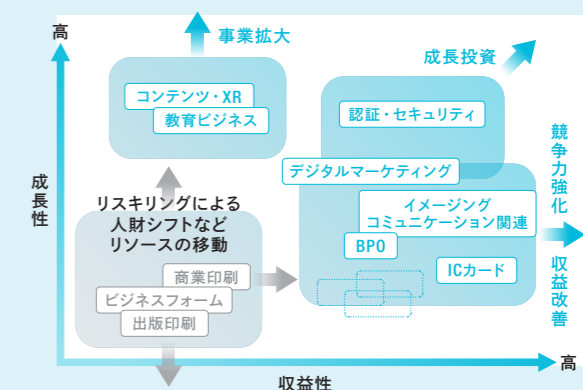 高
事業拡大
成長投資
コンテンツ・XR
教育ビジネス
認証・セキュリティ
デジタルマーケティング
イメージング
コミュニケーション関連
BPO
ICカード
競争力強化
収益改善
成長性
リスキリングによる
人財シフトなど
リソースの移動
商業印刷
ビジネスフォーム
出版印刷
収益性
高